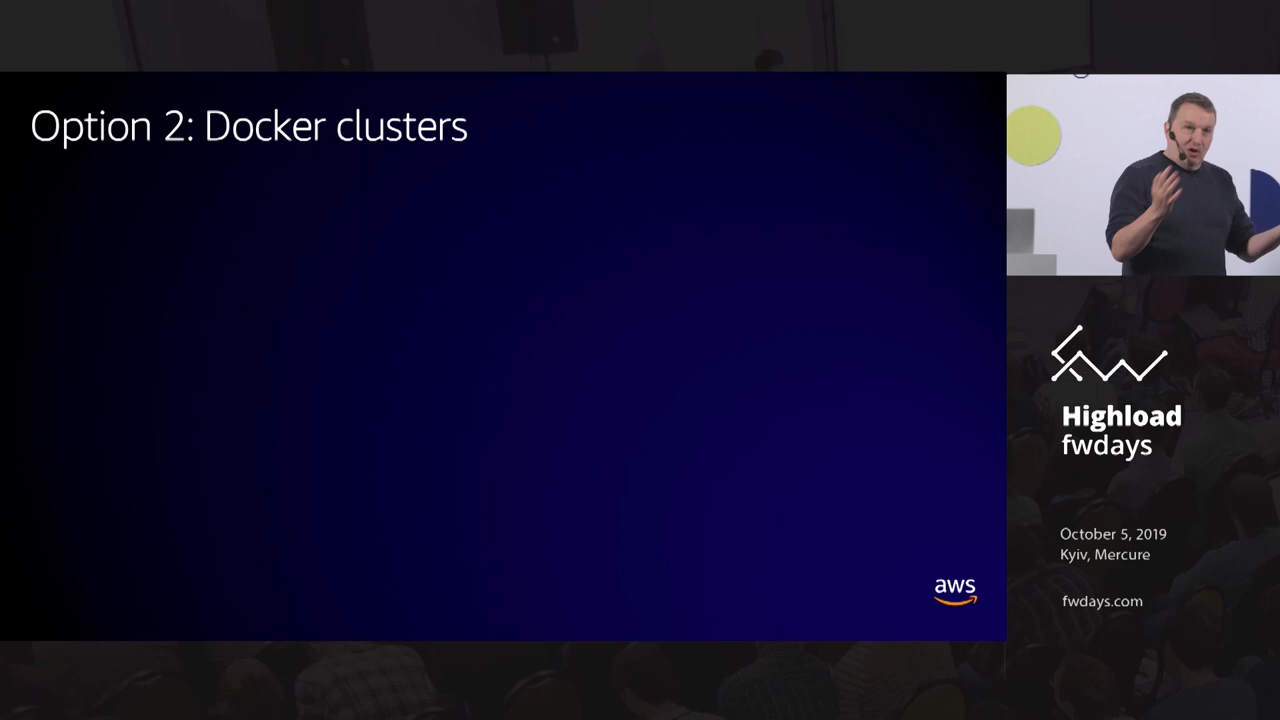 Option 2: Docker clusters
aws
Highload
fwdays
October 5, 2019
Kyiv, Mercure
fwdays.com